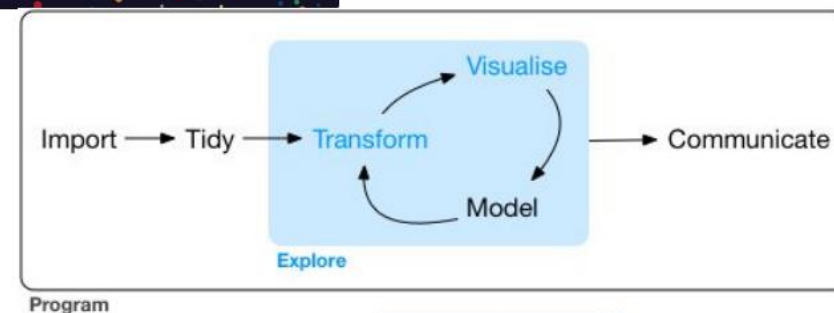 Visualise
Import Tidy Transform Communicate
Model
Explore
Program